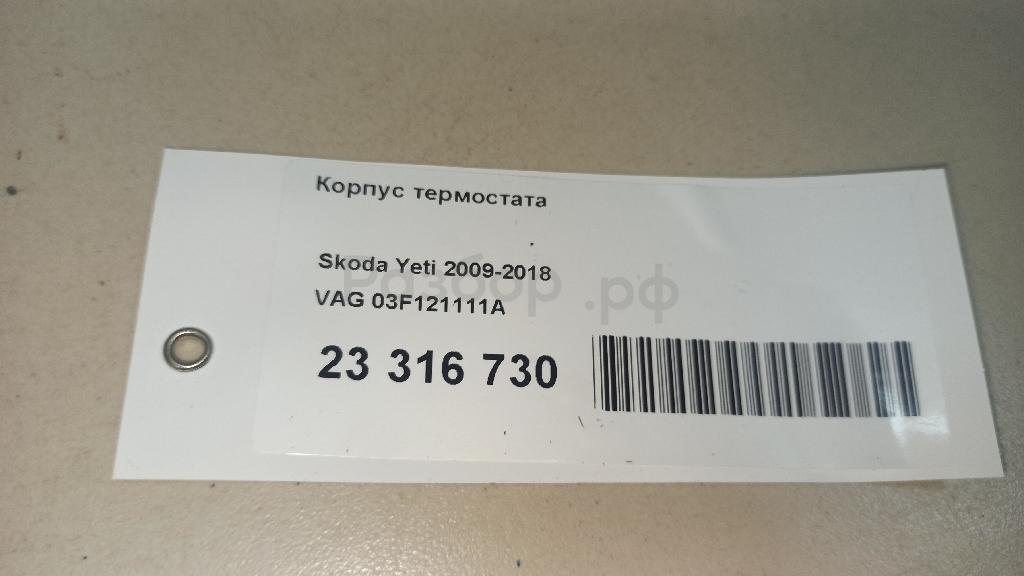 Корпус термостата
Skoda Yeti 2009-2018
Разбор.рф
VAG 03F121111A
23 316 730